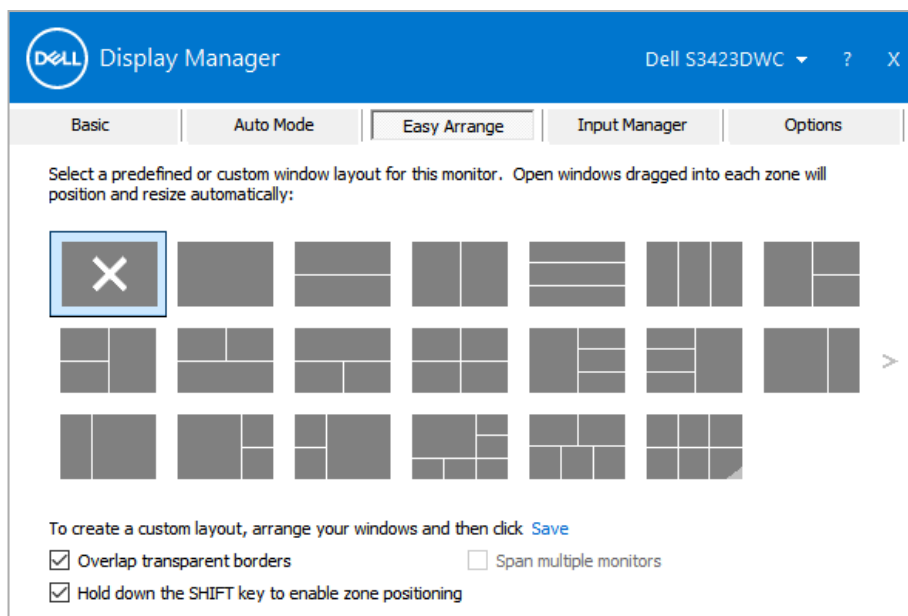 DELL Display Manager Dell S3423DWC ? X
Basic Auto Mode Easy Arrange Input Manager Options
Select a predefined or custom window layout for this monitor. Open windows dragged into each zone will
position and resize automatically:
>
To create a custom layout, arrange your windows and then click Save
Overlap transparent borders Span multiple monitors
Hold down the SHIFT key to enable zone positioning